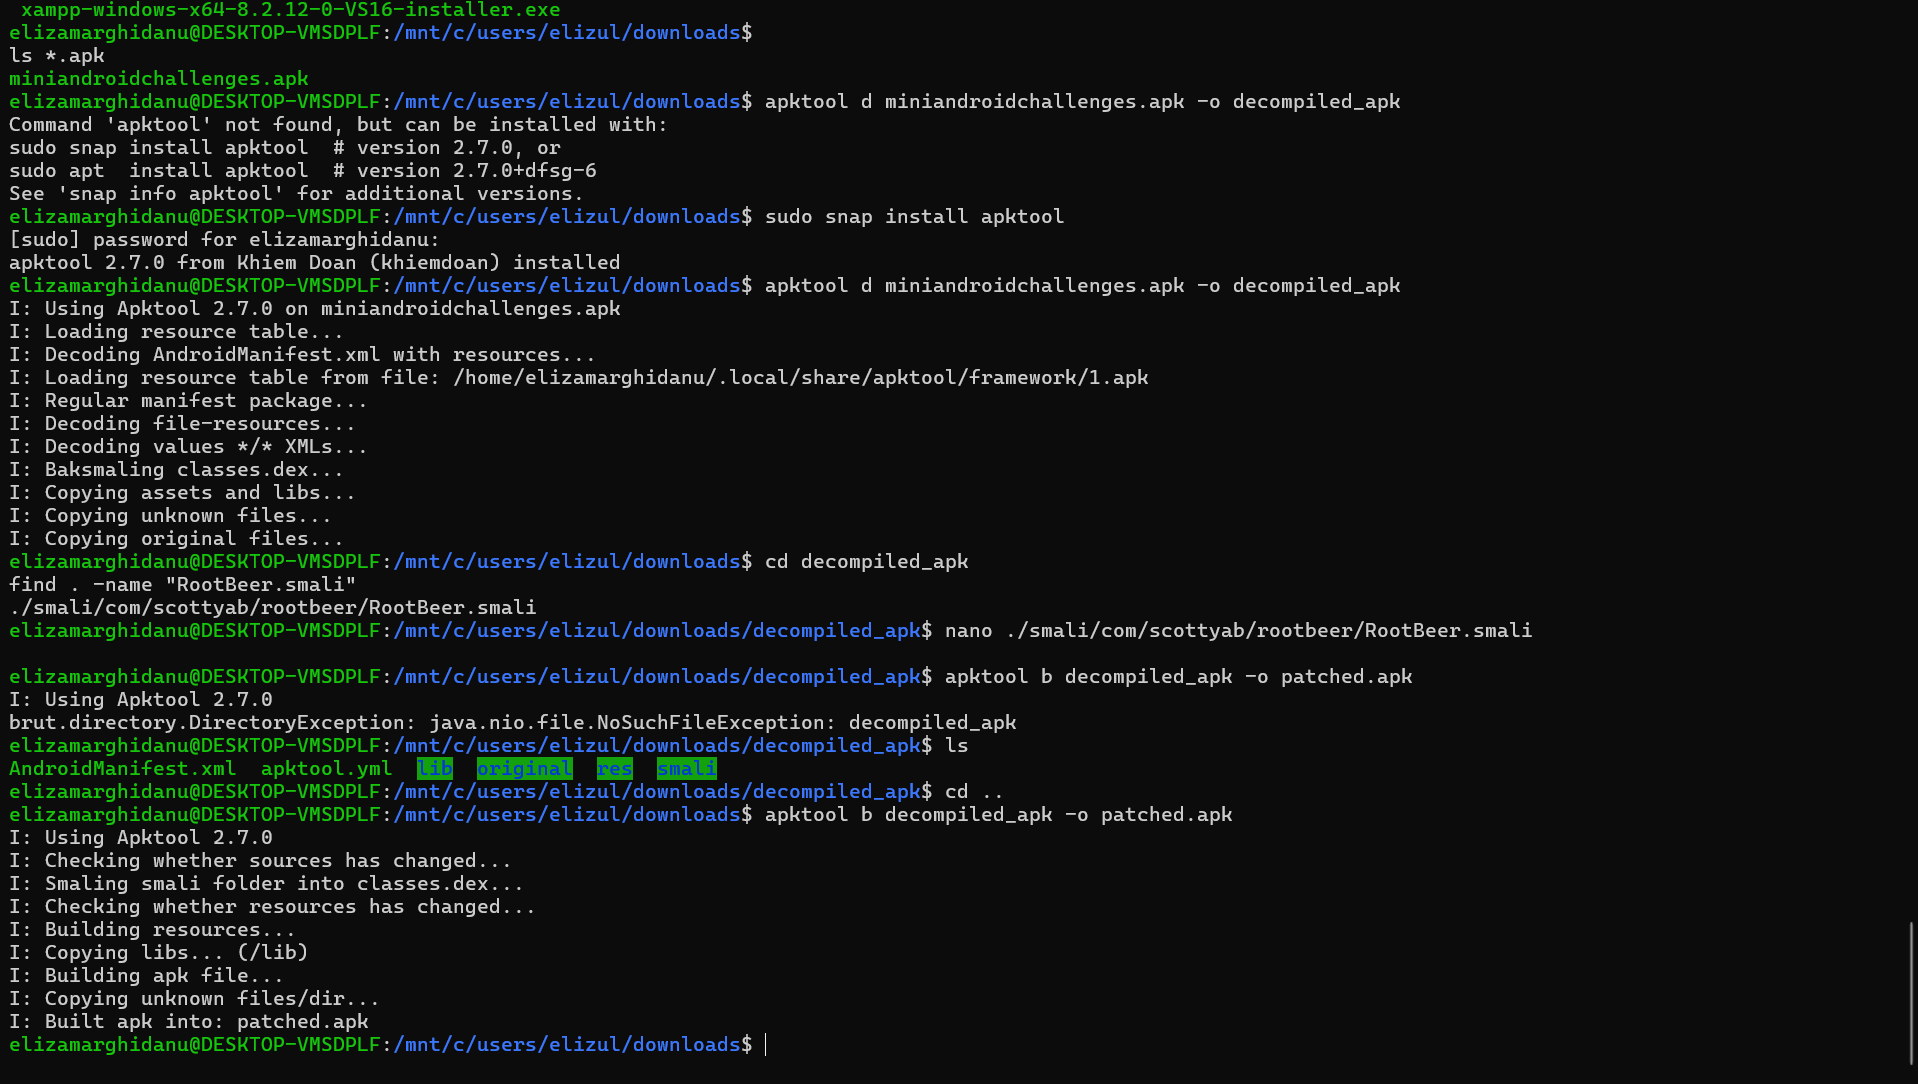 xampp-windows-x64-8.2.12-0-VS16-installer.exe
elizamarghidanu@DESKTOP-VMSDPLF:/mnt/c/users/elizul/downloads$
ls *.apk
miniandroidchallenges.apk
elizamarghidanu@DESKTOP-VMSDPLF:/mnt/c/users/elizul/downloads$ apktool d miniandroidchallenges.apk -o decompiled_apk
Command 'apktool' not found, but can be installed with:
sudo snap install apktool  # version 2.7.0, or
sudo apt  install apktool  # version 2.7.0+dfsg-6
See 'snap info apktool' for additional versions.
elizamarghidanu@DESKTOP-VMSDPLF:/mnt/c/users/elizul/downloads$ sudo snap install apktool
[sudo] password for elizamarghidanu:
apktool 2.7.0 from Khiem Doan (khiemdoan) installed
elizamarghidanu@DESKTOP-VMSDPLF:/mnt/c/users/elizul/downloads$ apktool d miniandroidchallenges.apk -o decompiled_apk
I: Using Apktool 2.7.0 on miniandroidchallenges.apk
I: Loading resource table...
I: Decoding AndroidManifest.xml with resources...
I: Loading resource table from file: /home/elizamarghidanu/.local/share/apktool/framework/1.apk
I: Regular manifest package...
I: Decoding file-resources...
I: Decoding values */* XMLs...
I: Baksmaling classes.dex...
I: Copying assets and libs...
I: Copying unknown files...
I: Copying original files...
elizamarghidanu@DESKTOP-VMSDPLF:/mnt/c/users/elizul/downloads$ cd decompiled_apk
find . -name "RootBeer.smali"
./smali/com/scottyab/rootbeer/RootBeer.smali
elizamarghidanu@DESKTOP-VMSDPLF:/mnt/c/users/elizul/downloads/decompiled_apk$ nano ./smali/com/scottyab/rootbeer/RootBeer.smali
elizamarghidanu@DESKTOP-VMSDPLF:/mnt/c/users/elizul/downloads/decompiled_apk$ apktool b decompiled_apk -o patched.apk
I: Using Apktool 2.7.0
brut.directory.DirectoryException: java.nio.file.NoSuchFileException: decompiled_apk
elizamarghidanu@DESKTOP-VMSDPLF:/mnt/c/users/elizul/downloads/decompiled_apk$ ls
AndroidManifest.xml  apktool.yml  lib  original  res  smali
elizamarghidanu@DESKTOP-VMSDPLF:/mnt/c/users/elizul/downloads/decompiled_apk$ cd ..
elizamarghidanu@DESKTOP-VMSDPLF:/mnt/c/users/elizul/downloads$ apktool b decompiled_apk -o patched.apk
I: Using Apktool 2.7.0
I: Checking whether sources has changed...
I: Smaling smali folder into classes.dex...
I: Checking whether resources has changed...
I: Building resources...
I: Copying libs... (/lib)
I: Building apk file...
I: Copying unknown files/dir...
I: Built apk into: patched.apk
elizamarghidanu@DESKTOP-VMSDPLF:/mnt/c/users/elizul/downloads$